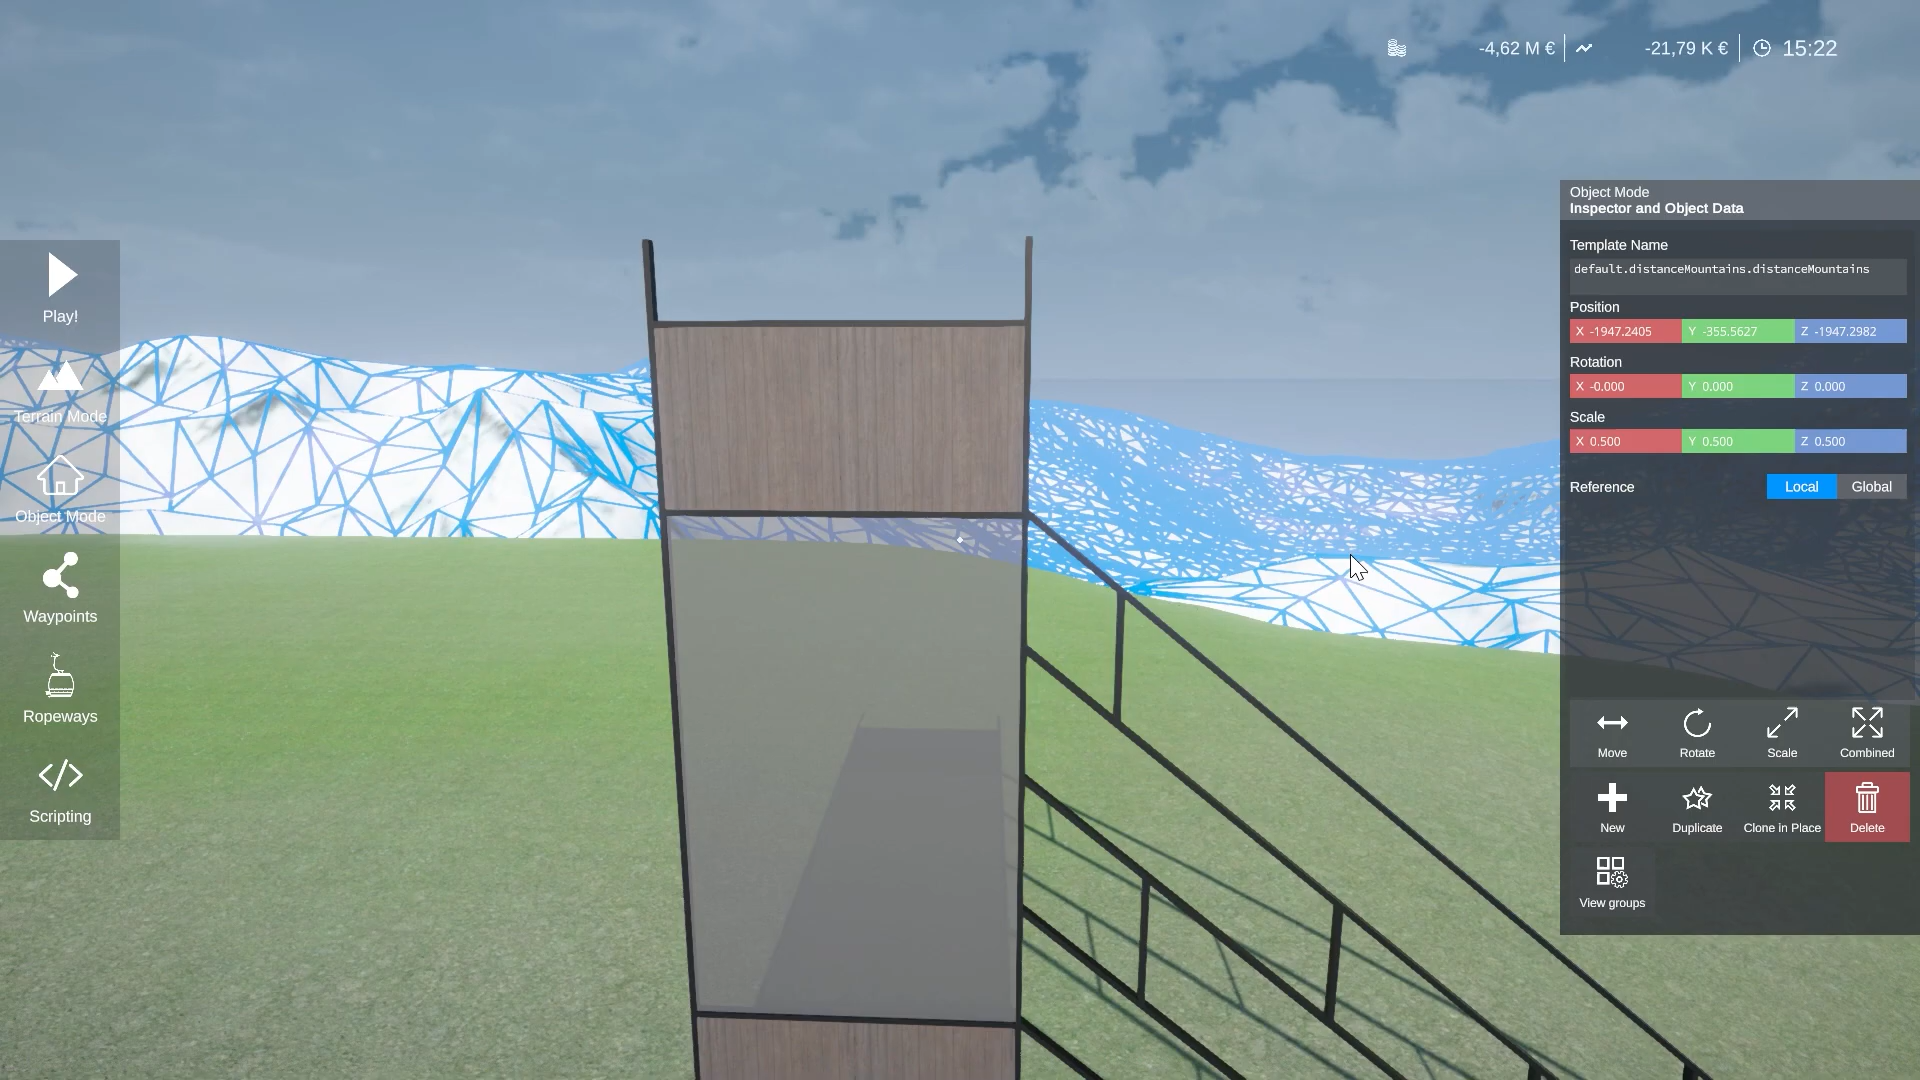 -4,62 M €
-21,79 K €
15:22
Play!
Terrain Mode
Object Mode
Waypoints
Ropeways
Scripting
Object Mode
Inspector and Object Data
Template Name
default.distanceMountains.distanceMountains
Position
X -1947.2405 Y -355.5627 Z -1947.2982
Rotation
X -0.000 Y 0.000 Z 0.000
Scale
X 0.500 Y 0.500 Z 0.500
Reference Local Global
Move Rotate Scale Combined
New Duplicate Clone in Place Delete
View groups